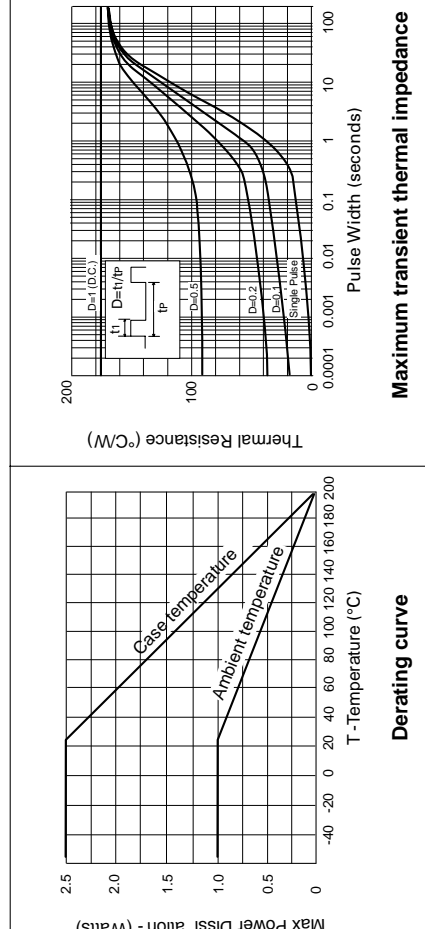 Max Power Dissi ation - (Watts)
2.5
2.0
1.5
1.0
0.5
0
Case temperature
Ambient temperature
-40 -20 0 20 40 60 80 100 120 140 160 180 200
T -Temperature (°C)
Derating curve
Thermal Resistance (°C/W)
200
100
0
D=1 (D.C.)
t1
D=t1/tP
tP
D=0.5
D=0.2
D=0.1
Single Pulse
0.0001 0.001 0.01 0.1 1 10 100
Pulse Width (seconds)
Maximum transient thermal impedance